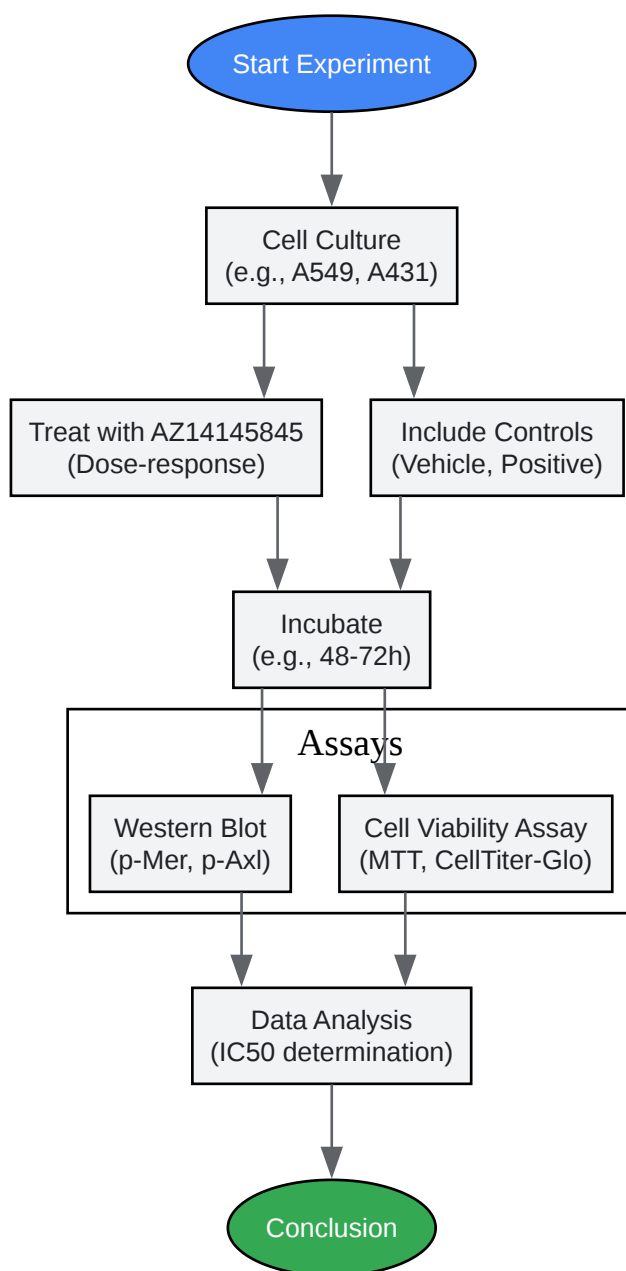 Start Experiment
Cell Culture
(e.g., A549, A431)
Treat with AZ14145845
(Dose-response)
Include Controls
(Vehicle, Positive)
Incubate
(e.g., 48-72h)
Assays
Western Blot
(p-Mer, p-Axl)
Cell Viability Assay
(MTT, CellTiter-Glo)
Data Analysis
(IC50 determination)
Conclusion